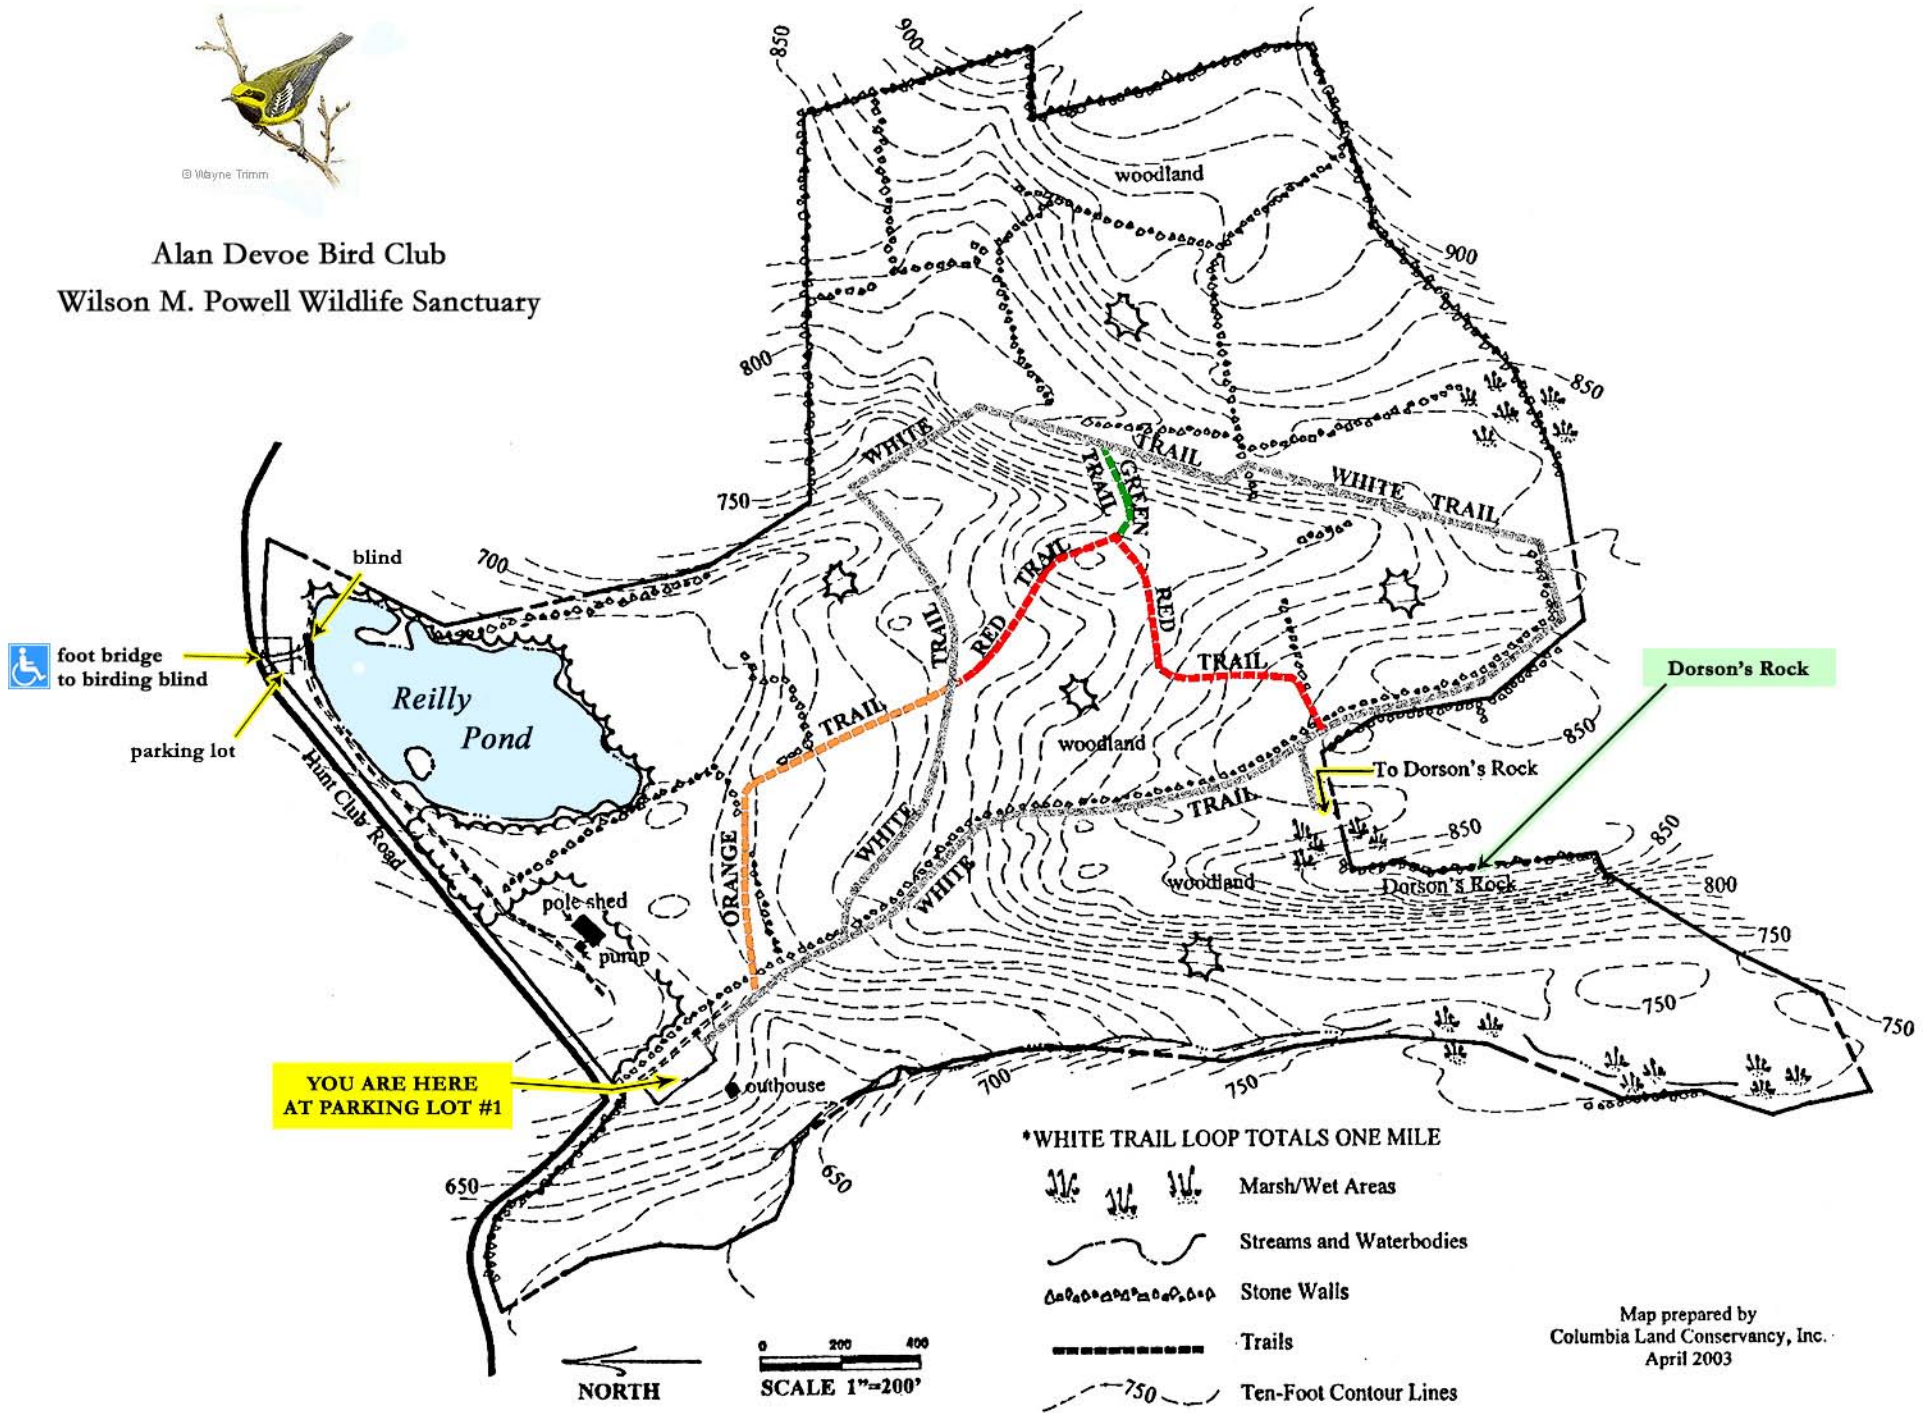 © Wayne Trimm
Alan Devoe Bird Club
Wilson M. Powell Wildlife Sanctuary
850
900
woodland
900
800
850
WHITE
TRAIL
WHITE TRAIL
GREEN
TRAIL
750
700
blind
foot bridge
to birding blind
parking lot
Reilly
Pond
Hunt Club Road
TRAIL
RED
TRAIL
RED
TRAIL
TRAIL
ORANGE
WHITE
WHITE
TRAIL
woodland
Dorson's Rock
850
To Dorson's Rock
850
850
woodland
Dorson's Rock
800
750
750
750
pole shed
pump
YOU ARE HERE
AT PARKING LOT #1
outhouse
700
750
650
650
*WHITE TRAIL LOOP TOTALS ONE MILE
Marsh/Wet Areas
Streams and Waterbodies
Stone Walls
Trails
750
Ten-Foot Contour Lines
NORTH
0 200 400
SCALE 1"=200'
Map prepared by
Columbia Land Conservancy, Inc.
April 2003